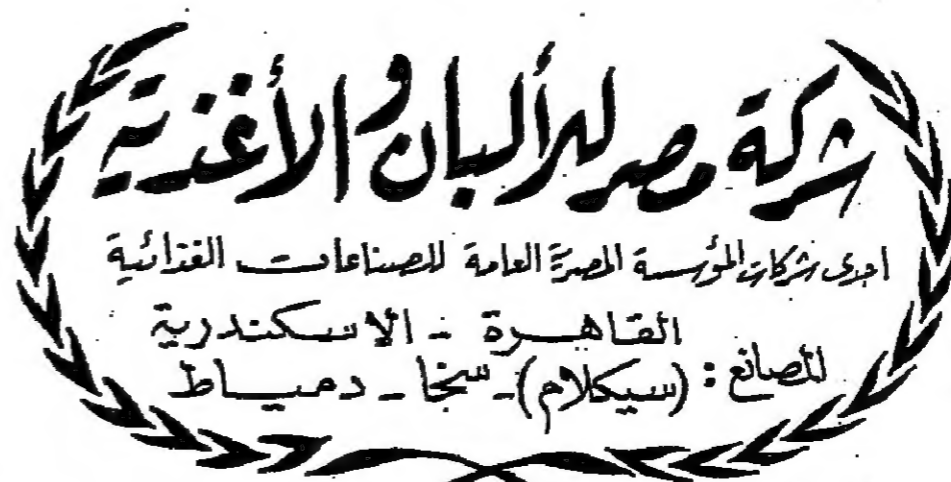 شركة مصر للألبان والأغذية
احدى شركات المؤسسة المصرية العامة للصناعات الغذائية
القاهرة - الاسكندرية
المصانع : (سيكلام) - سخا - دمياط